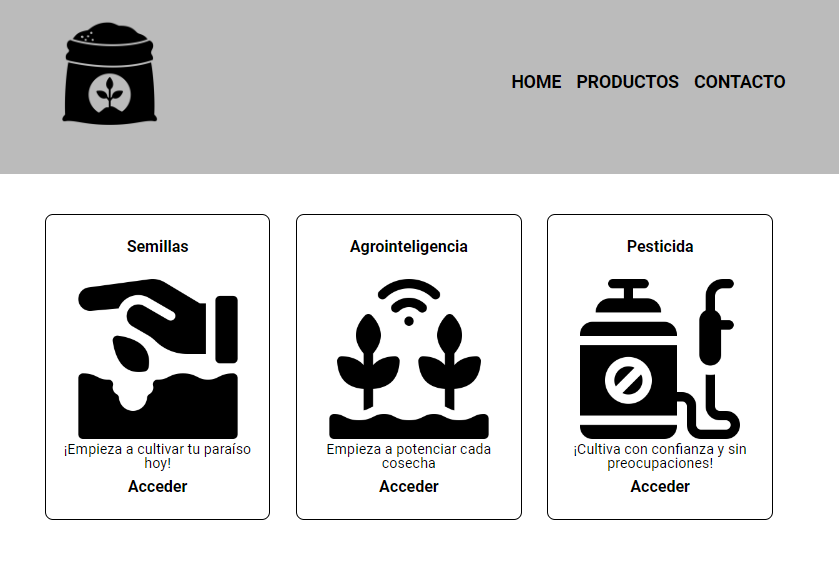 HOME PRODUCTOS CONTACTO
Semillas
¡Empieza a cultivar tu paraíso
hoy!
Acceder
Agrointeligencia
Empieza a potenciar cada
cosecha
Acceder
Pesticida
¡Cultiva con confianza y sin
preocupaciones!
Acceder